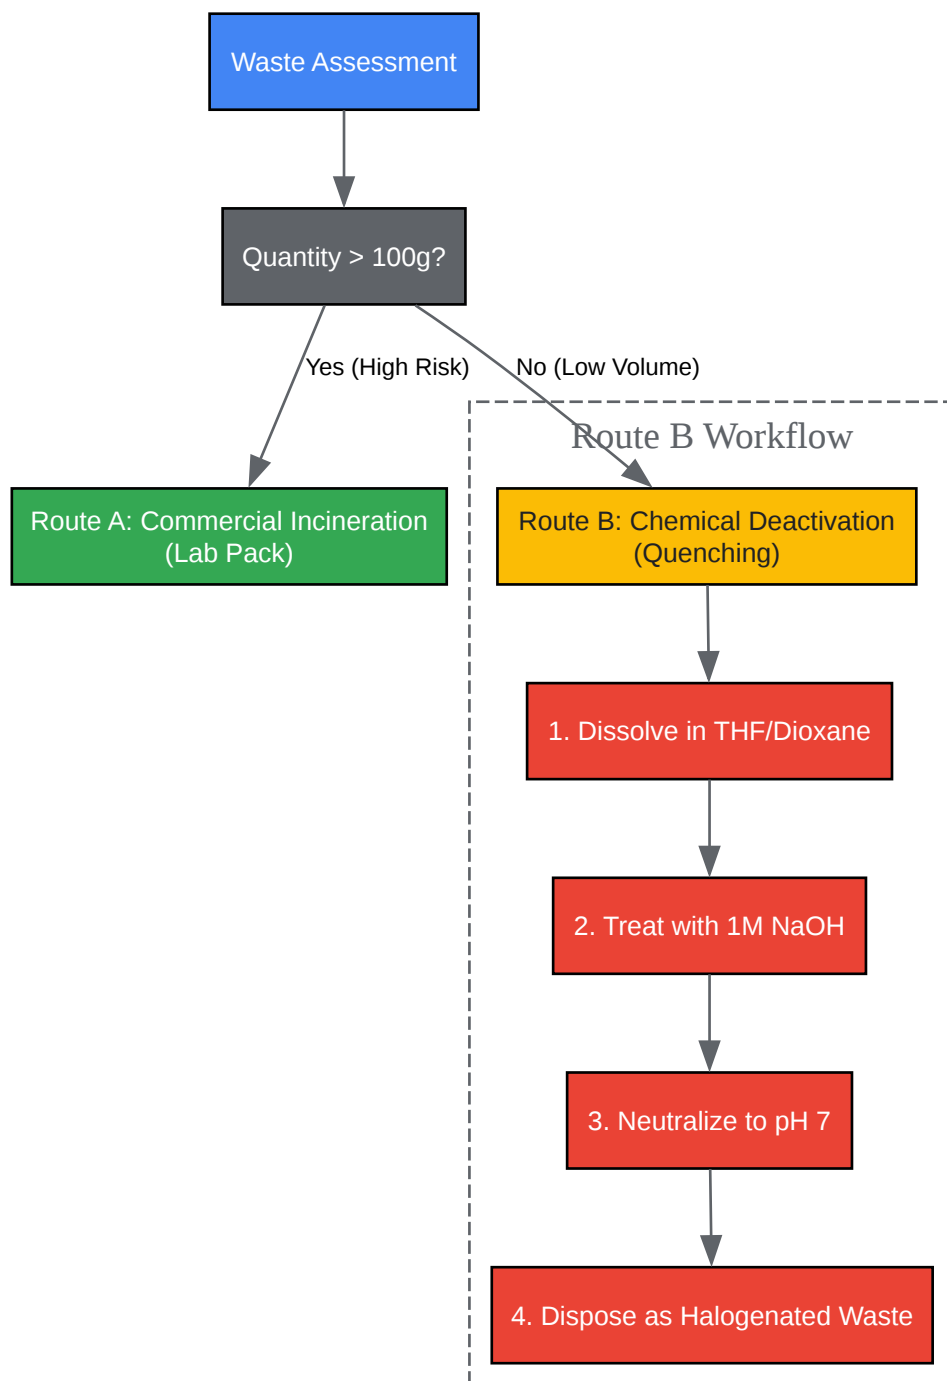 Waste Assessment
Quantity > 100g?
Yes (High Risk)
No (Low Volume)
Route B Workflow
Route A: Commercial Incineration
(Lab Pack)
Route B: Chemical Deactivation
(Quenching)
1. Dissolve in THF/Dioxane
2. Treat with 1M NaOH
3. Neutralize to pH 7
4. Dispose as Halogenated Waste